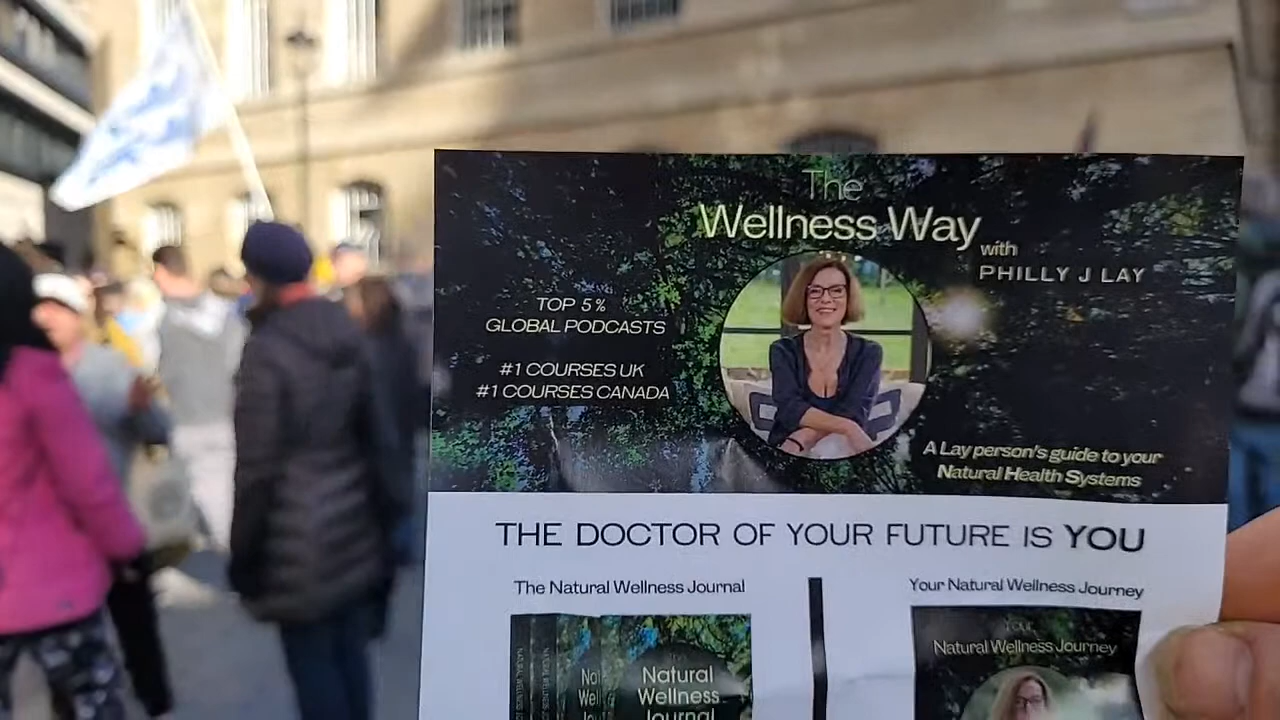 The
Wellness Way
with
PHILLY J LAY
TOP 5%
GLOBAL PODCASTS
#1 COURSES UK
#1 COURSES CANADA
A Lay person's guide to your
Natural Health Systems
THE DOCTOR OF YOUR FUTURE IS YOU
The Natural Wellness Journal
Your Natural Wellness Journey
Natural
Wellness
Journal
Your
Natural Wellness Journey